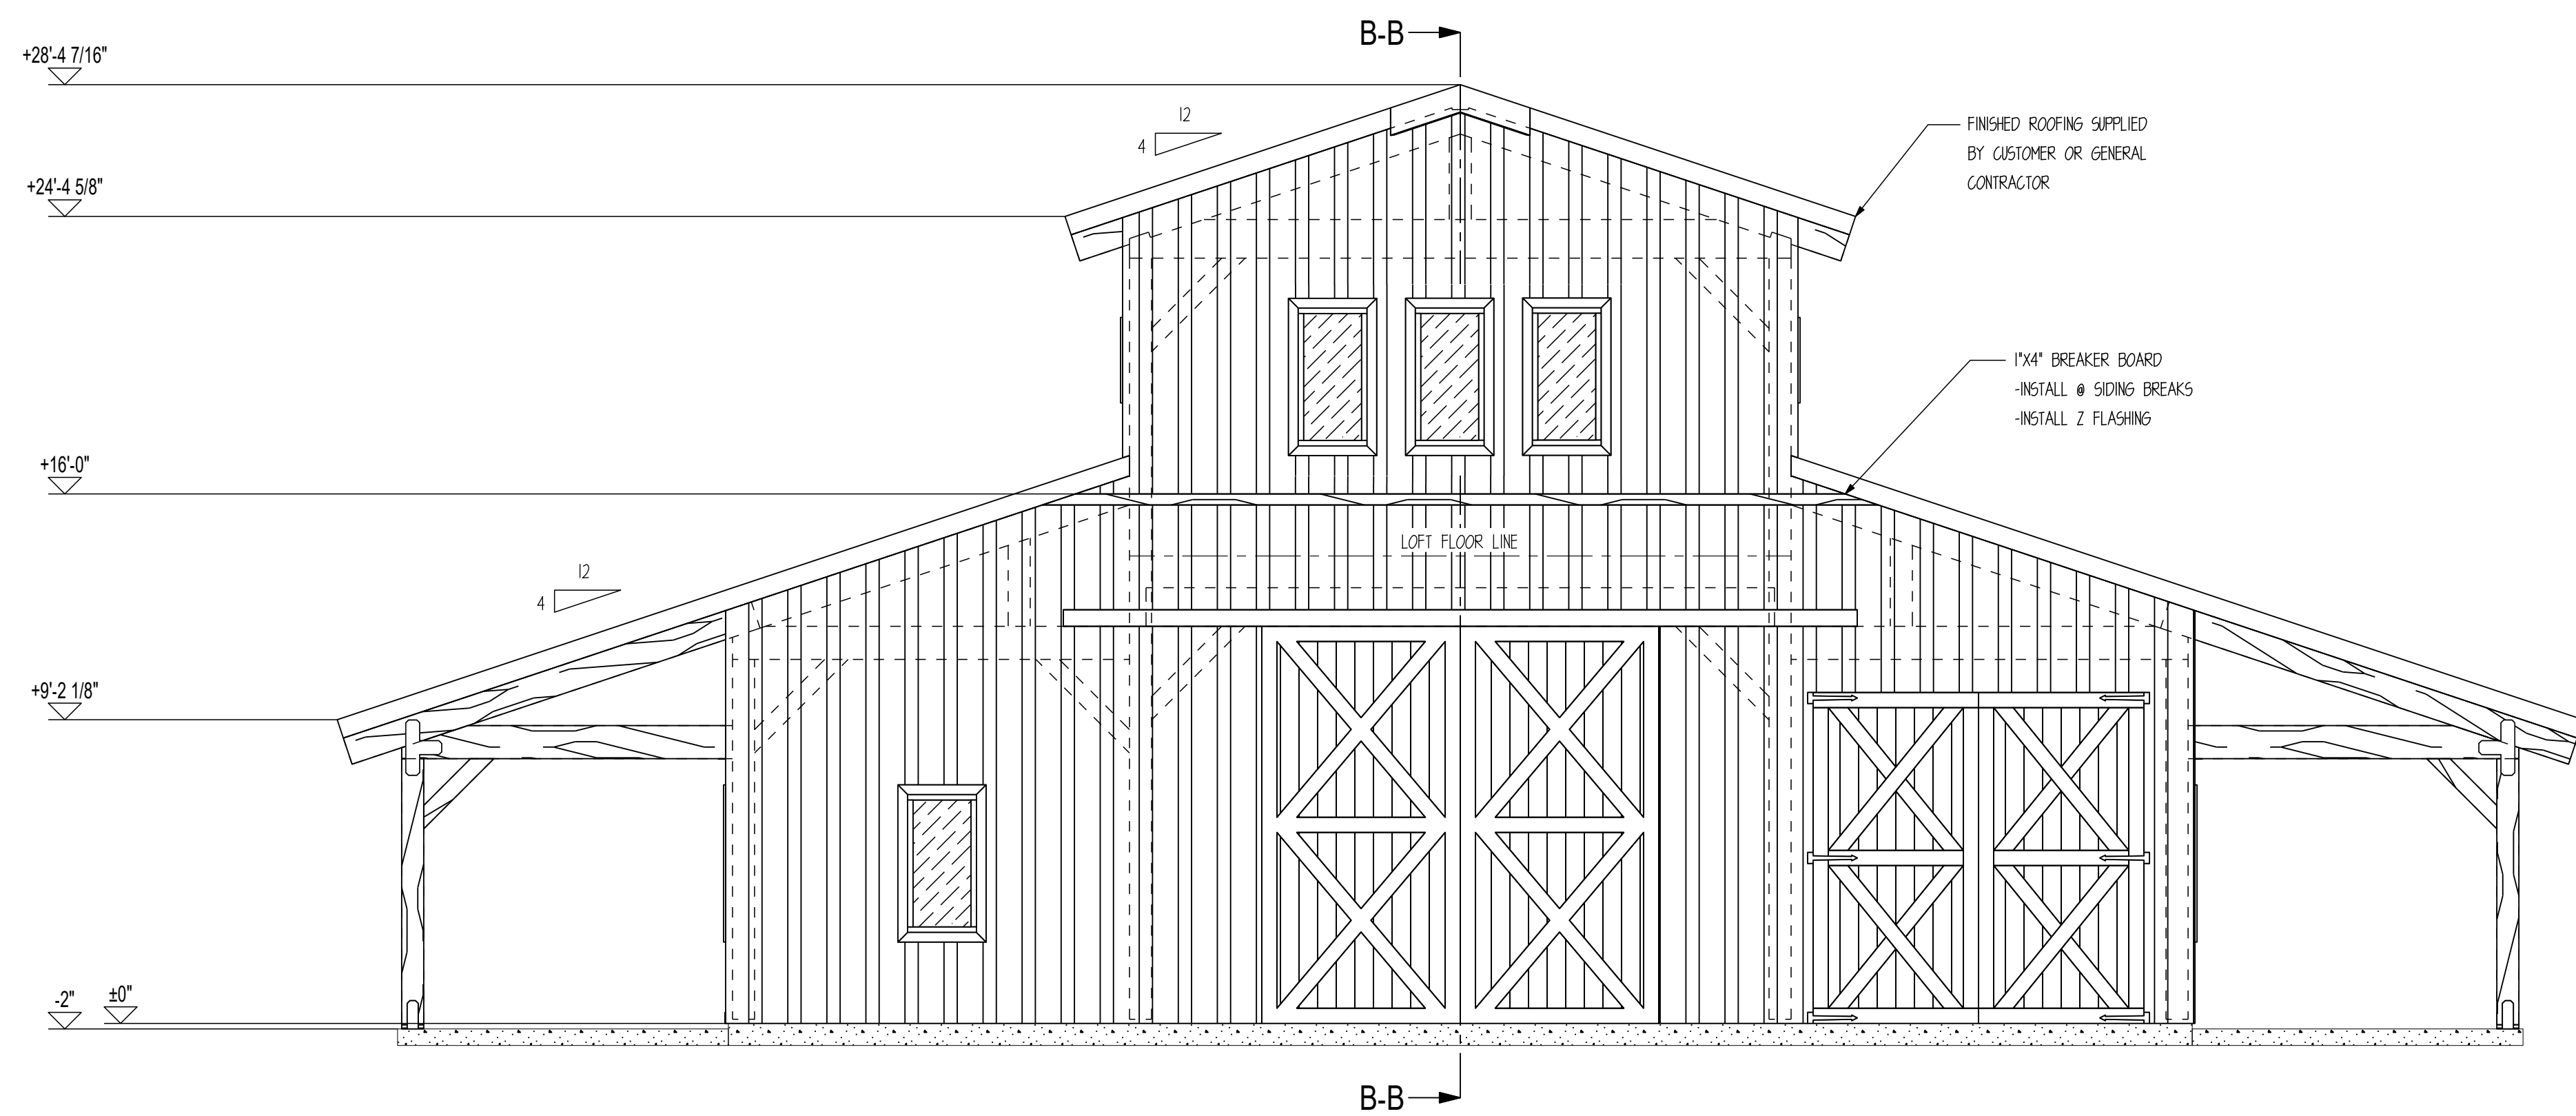 B-B
+28'-4 7/16"
12
4
FINISHED ROOFING SUPPLIED
BY CUSTOMER OR GENERAL
CONTRACTOR
+24'-4 5/8"
1"X4" BREAKER BOARD
-INSTALL @ SIDING BREAKS
-INSTALL Z FLASHING
+16'-0"
LOFT FLOOR LINE
12
4
+9'-2 1/8"
-2"
±0"
B-B